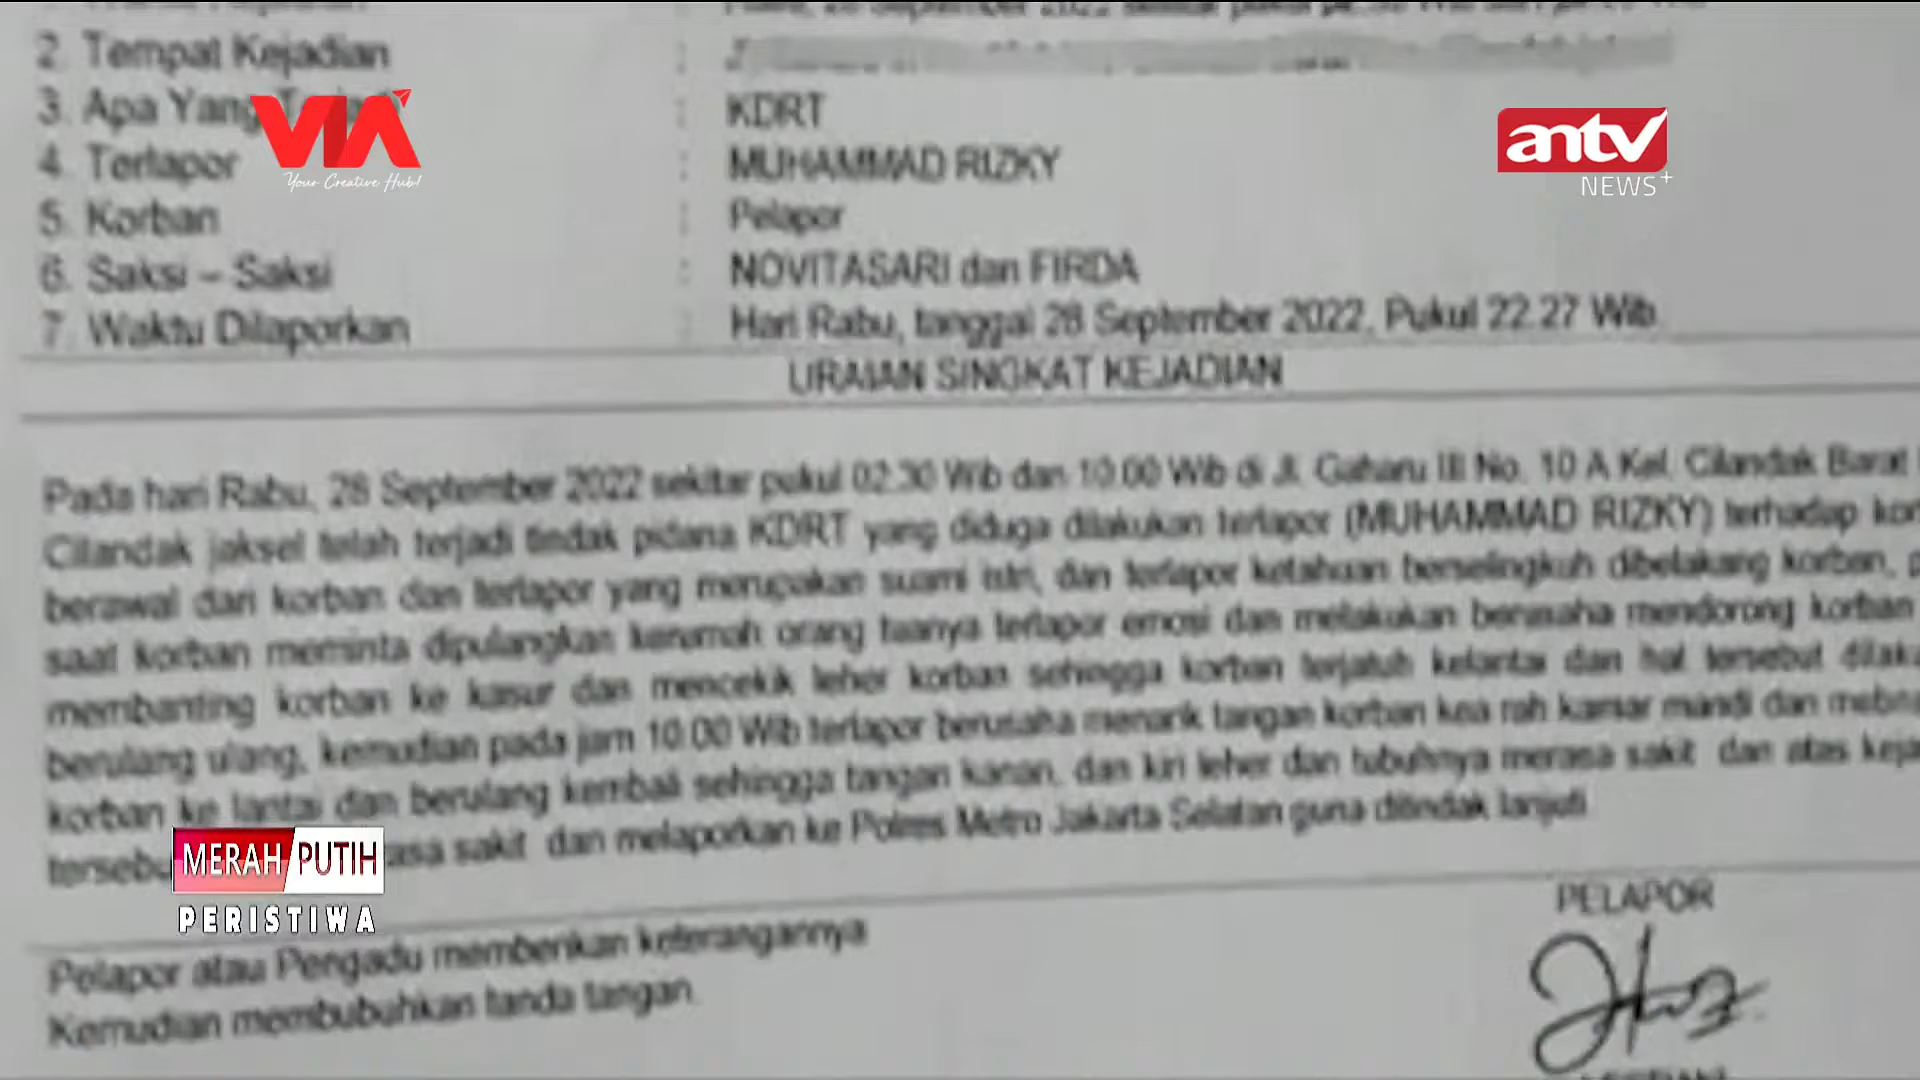 2. Tempat Kejadian :
3. Apa Yang : KDRT
4. Terlapor : MUHAMMAD RIZKY
5. Korban : Pelapor
6. Saksi – Saksi : NOVITASARI dan FIRDA
7. Waktu Dilaporkan : Hari Rabu, tanggal 28 September 2022, Pukul 22.27 Wib.
VIA
Your Creative Hub!
antv
NEWS+
URAIAN SINGKAT KEJADIAN
Pada hari Rabu, 28 September 2022 sekitar pukul 02.30 Wib dan 10.00 Wib di Jl. Gaharu III No. 10 A Kel. Cilandak Barat
Cilandak jaksel telah terjadi tindak pidana KDRT yang diduga dilakukan terlapor (MUHAMMAD RIZKY) terhadap kor
berawal dari korban dan terlapor yang merupakan suami istri, dan terlapor ketahuan berselingkuh dibelakang korban, p
saat korban meminta dipulangkan kerumah orang tuanya terlapor emosi dan melakukan berusaha mendorong korban
membanting korban ke kasur dan mencekik leher korban sehingga korban terjatuh kelantai dan hal tersebut dilaku
berulang ulang, kemudian pada jam 10.00 Wib terlapor berusaha menarik tangan korban kea rah kamar mandi dan
korban ke lantai dan berulang kembali sehingga tangan kanan, dan kiri leher dan tubuhnya merasa sakit dan atas keja
tersebu asa sakit dan melaporkan ke Polres Metro Jakarta Selatan guna ditindak lanjuti
MERAH PUTIH
PERISTIWA
PELAPOR
Pelapor atau Pengadu memberikan keterangannya
Kemudian membubuhkan tanda tangan.